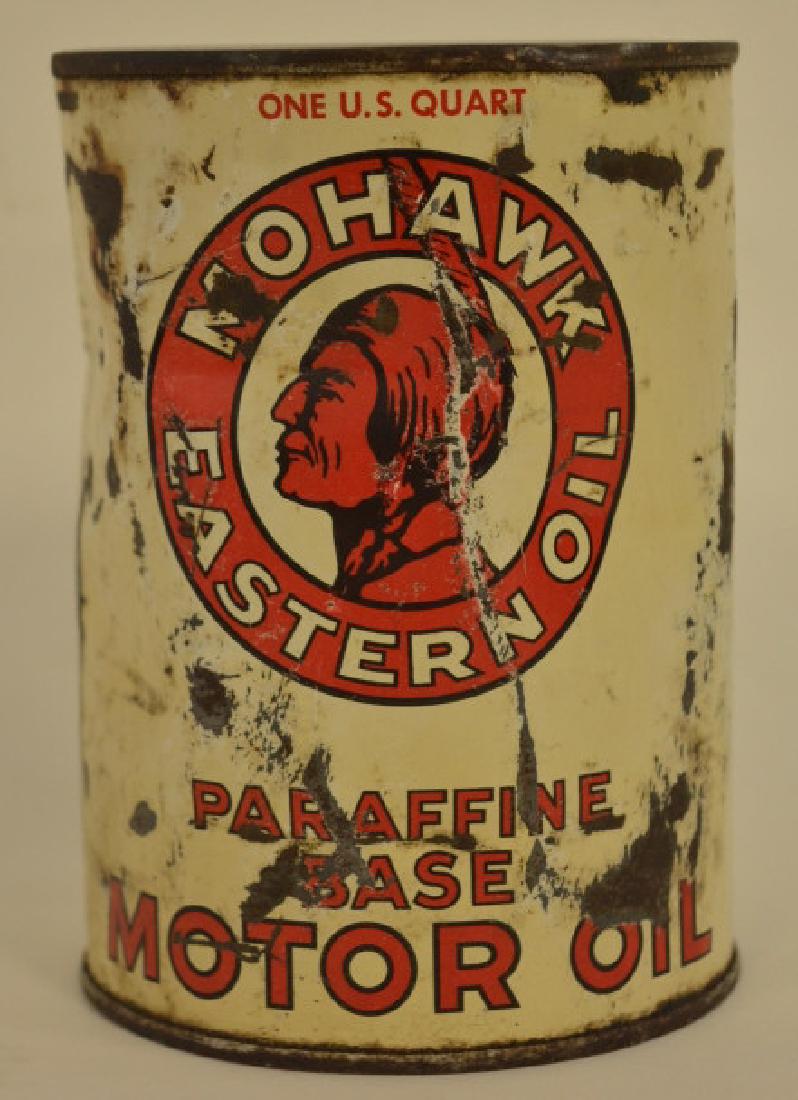 ONE U.S. QUART
MOHAWK
EASTERN OIL
PARAFFINE
BASE
MOTOR OIL